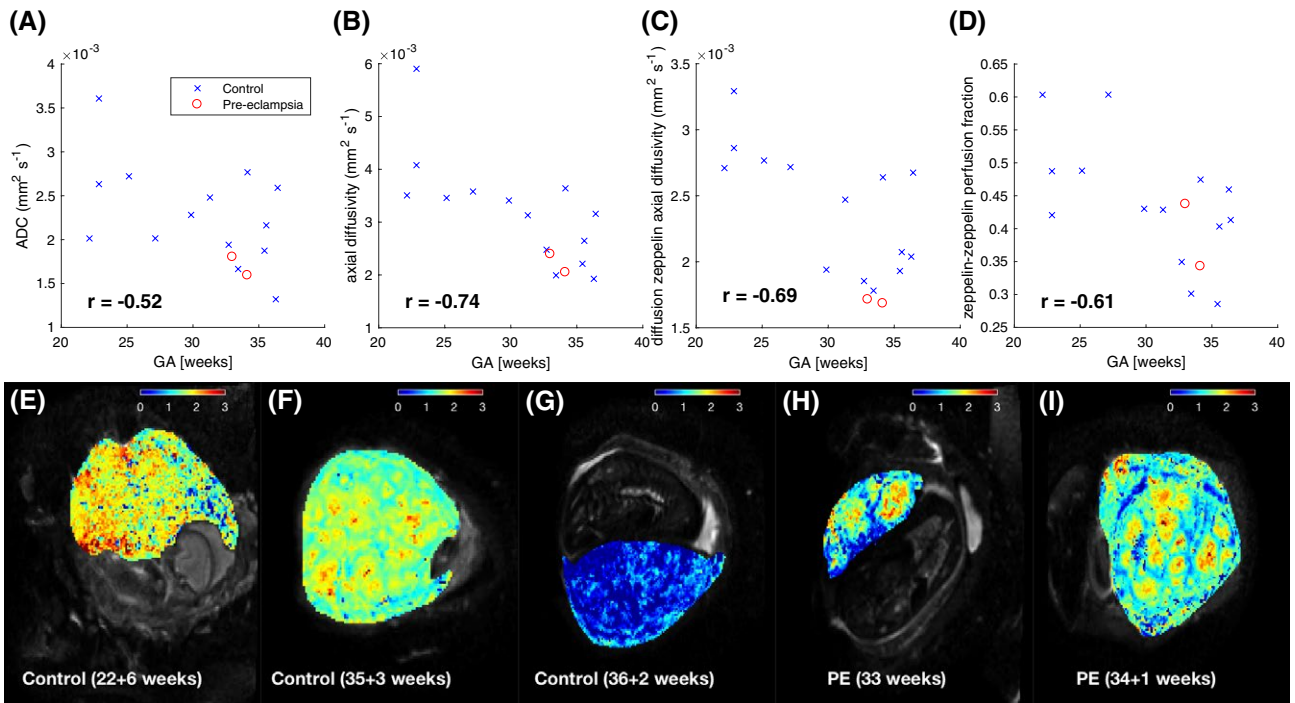 (A)
×10⁻³
4
3.5
3
2.5
2
1.5
1
ADC (mm² s⁻¹)
Control
Pre-eclampsia
r = -0.52
20 25 30 35 40
GA [weeks]
(B)
×10⁻³
6
5
4
3
2
1
axial diffusivity (mm² s⁻¹)
r = -0.74
20 25 30 35 40
GA [weeks]
(C)
×10⁻³
3.5
3
2.5
2
1.5
diffusion zeppelin axial diffusivity (mm² s⁻¹)
r = -0.69
20 25 30 35 40
GA [weeks]
(D)
0.65
0.6
0.55
0.5
0.45
0.4
0.35
0.3
0.25
zeppelin-zeppelin perfusion fraction
r = -0.61
20 25 30 35 40
GA [weeks]
(E)
0 1 2 3
Control (22+6 weeks)
(F)
0 1 2 3
Control (35+3 weeks)
(G)
0 1 2 3
Control (36+2 weeks)
(H)
0 1 2 3
PE (33 weeks)
(I)
0 1 2 3
PE (34+1 weeks)